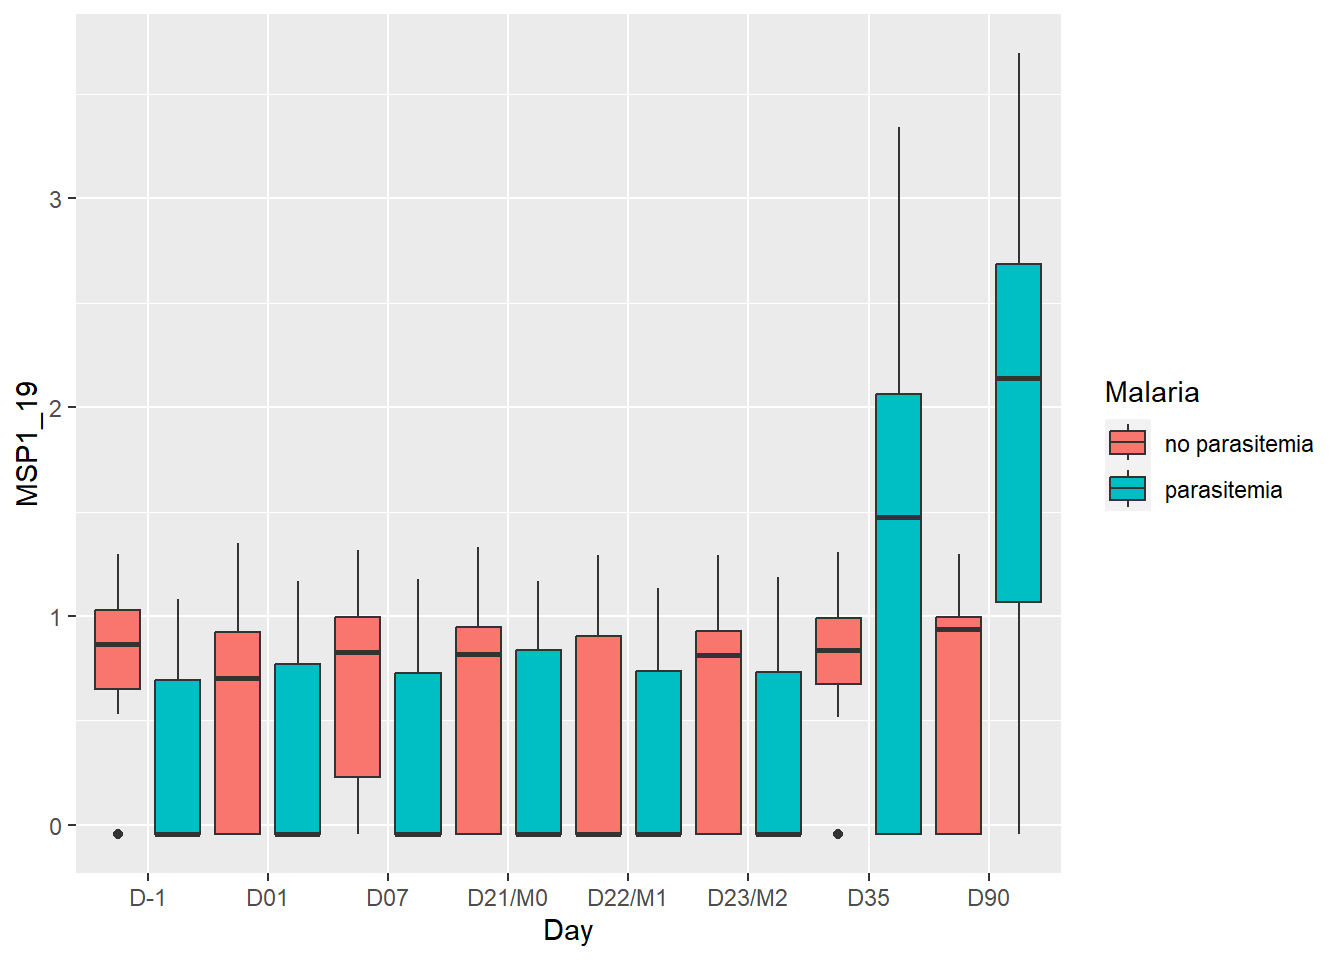 3
2
1
0
MSP1_19
D-1 D01 D07 D21/M0 D22/M1 D23/M2 D35 D90
Day
Malaria
no parasitemia
parasitemia